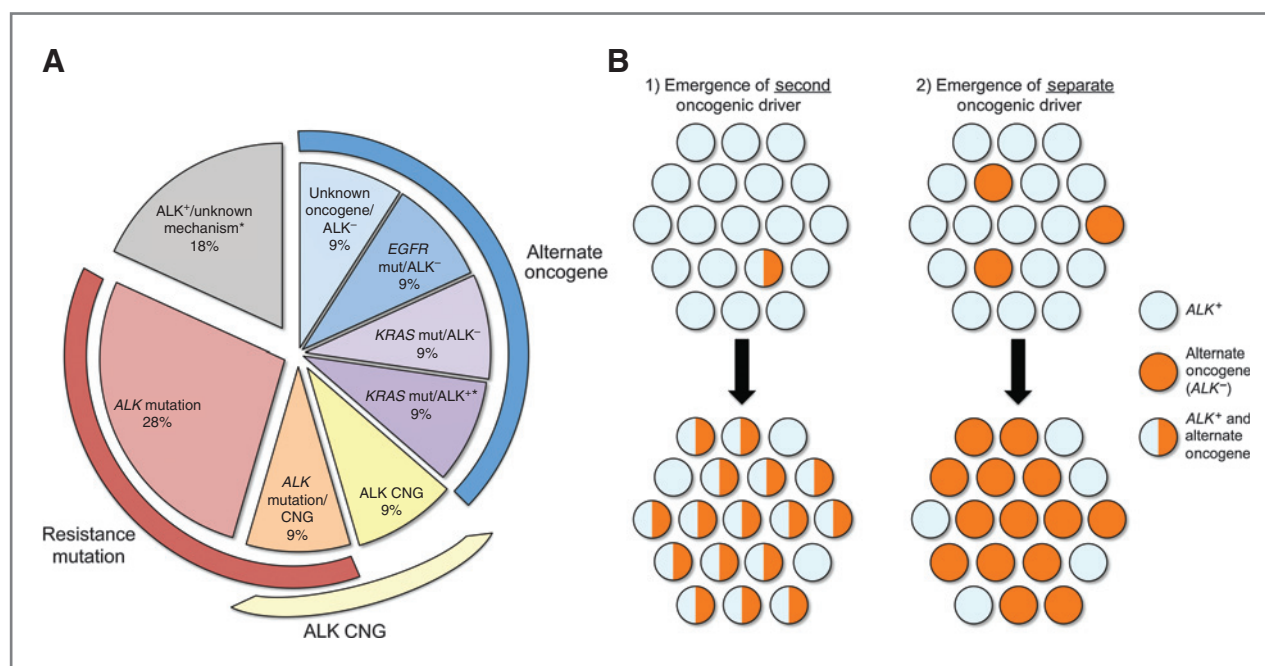 A
ALK⁺/unknown
mechanism*
18%
Unknown
oncogene/
ALK⁻
9%
EGFR
mut/ALK⁻
9%
KRAS mut/ALK⁻
9%
KRAS mut/ALK⁺*
9%
ALK CNG
9%
ALK
mutation/
CNG
9%
ALK mutation
28%
Alternate
oncogene
Resistance
mutation
ALK CNG
B
1) Emergence of second
oncogenic driver
2) Emergence of separate
oncogenic driver
ALK⁺
Alternate
oncogene
(ALK⁻)
ALK⁺ and
alternate
oncogene